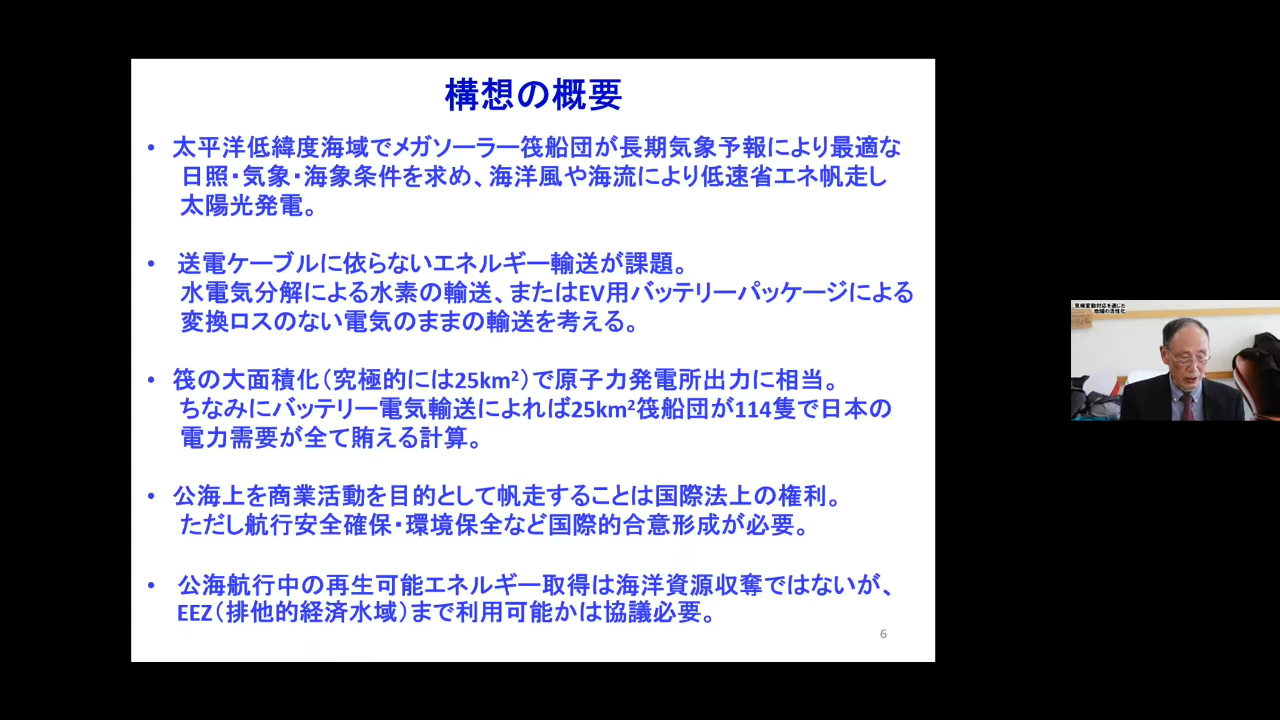 構想の概要
• 太平洋低緯度海域でメガソーラー筏船団が長期気象予報により最適な
日照・気象・海象条件を求め、海洋風や海流により低速省エネ帆走し
太陽光発電。
• 送電ケーブルに依らないエネルギー輸送が課題。
水電気分解による水素の輸送、またはEV用バッテリーパッケージによる
変換ロスのない電気のままの輸送を考える。
• 筏の大面積化（究極的には25km²）で原子力発電所出力に相当。
ちなみにバッテリー電気輸送によれば25km²筏船団が114隻で日本の
電力需要が全て賄える計算。
• 公海上を商業活動を目的として帆走することは国際法上の権利。
ただし航行安全確保・環境保全など国際的合意形成が必要。
• 公海航行中の再生可能エネルギー取得は海洋資源収奪ではないが、
EEZ（排他的経済水域）まで利用可能かは協議必要。
6
気候変動対応を通じた
地域の活性化